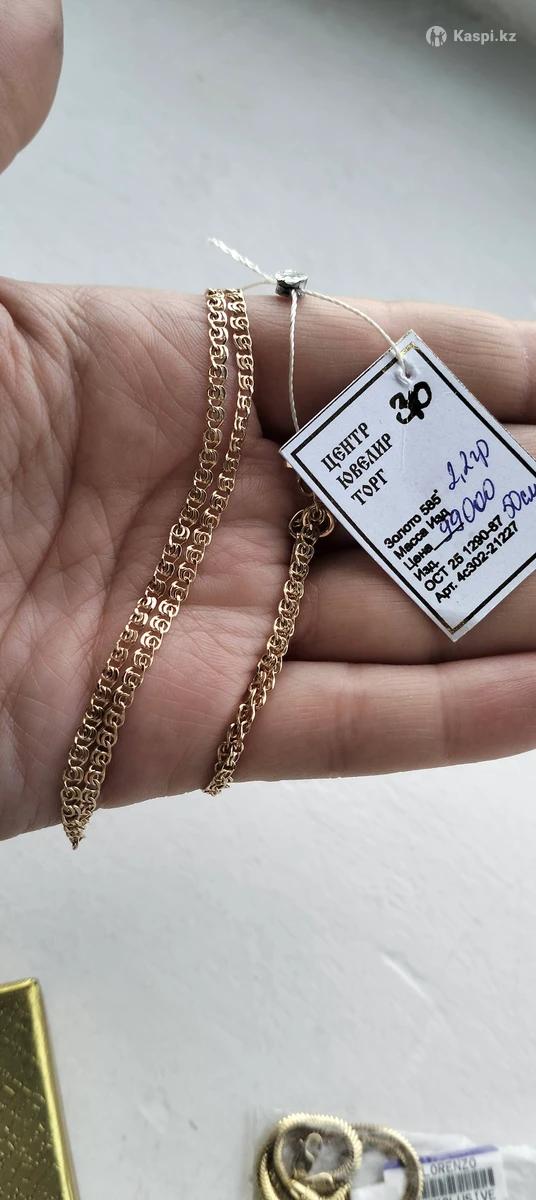 Kaspi.kz
30
ЦЕНТР
ЮВЕЛИР
ТОРГ
Золото 585°
Масса Изд. 2,2гр
Цена 99000
Изд. 50см
ОСТ 25 1290-87
Арт. 4с302-21227
LORENZO